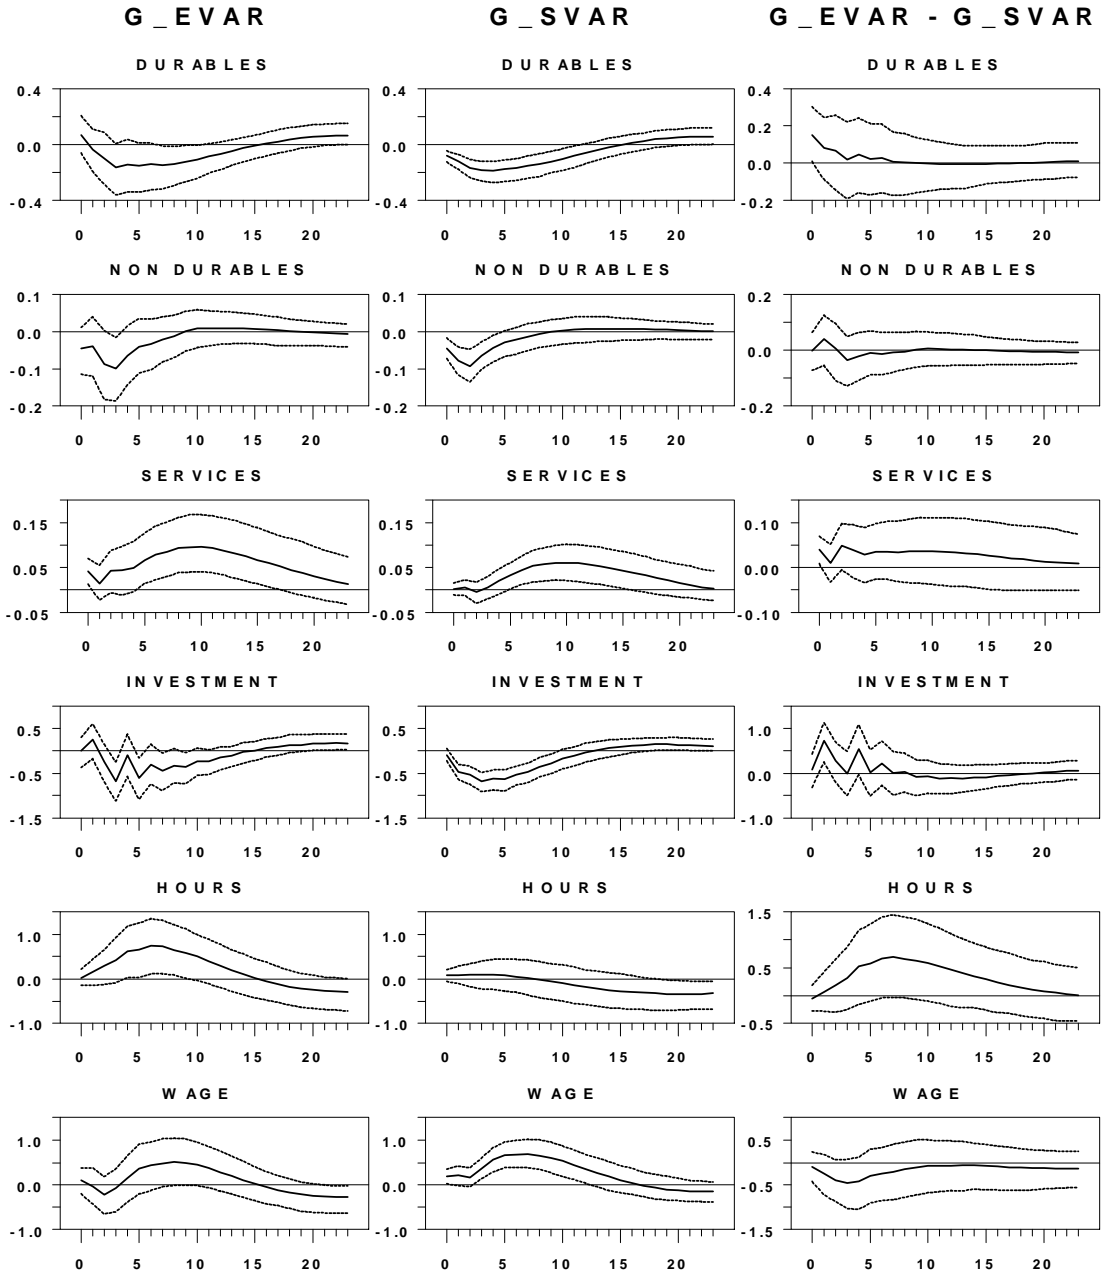 G_EVAR G_SVAR G_EVAR - G_SVAR
DURABLES DURABLES DURABLES
0.4 0.4 0.4
0.2
0.0 0.0 0.0
-0.4 -0.4 -0.2
0 5 10 15 20 0 5 10 15 20 0 5 10 15 20
NON DURABLES NON DURABLES NON DURABLES
0.1 0.1 0.2
0.0 0.0 0.0
-0.1 -0.1
-0.2 -0.2 -0.2
0 5 10 15 20 0 5 10 15 20 0 5 10 15 20
SERVICES SERVICES SERVICES
0.15 0.15 0.10
0.05 0.05 0.00
-0.05 -0.05 -0.10
0 5 10 15 20 0 5 10 15 20 0 5 10 15 20
INVESTMENT INVESTMENT INVESTMENT
0.5 0.5 1.0
-0.5 -0.5 0.0
-1.5 -1.5 -1.0
0 5 10 15 20 0 5 10 15 20 0 5 10 15 20
HOURS HOURS HOURS
1.5
1.0 1.0
0.5
0.0 0.0
-1.0 -1.0 -0.5
0 5 10 15 20 0 5 10 15 20 0 5 10 15 20
WAGE WAGE WAGE
1.0 1.0 0.5
0.0 0.0 -0.5
-1.0 -1.0 -1.5
0 5 10 15 20 0 5 10 15 20 0 5 10 15 20